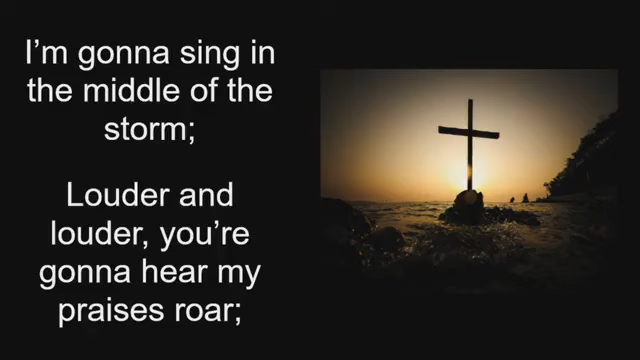 I’m gonna sing in
the middle of the
storm;
Louder and
louder, you’re
gonna hear my
praises roar;